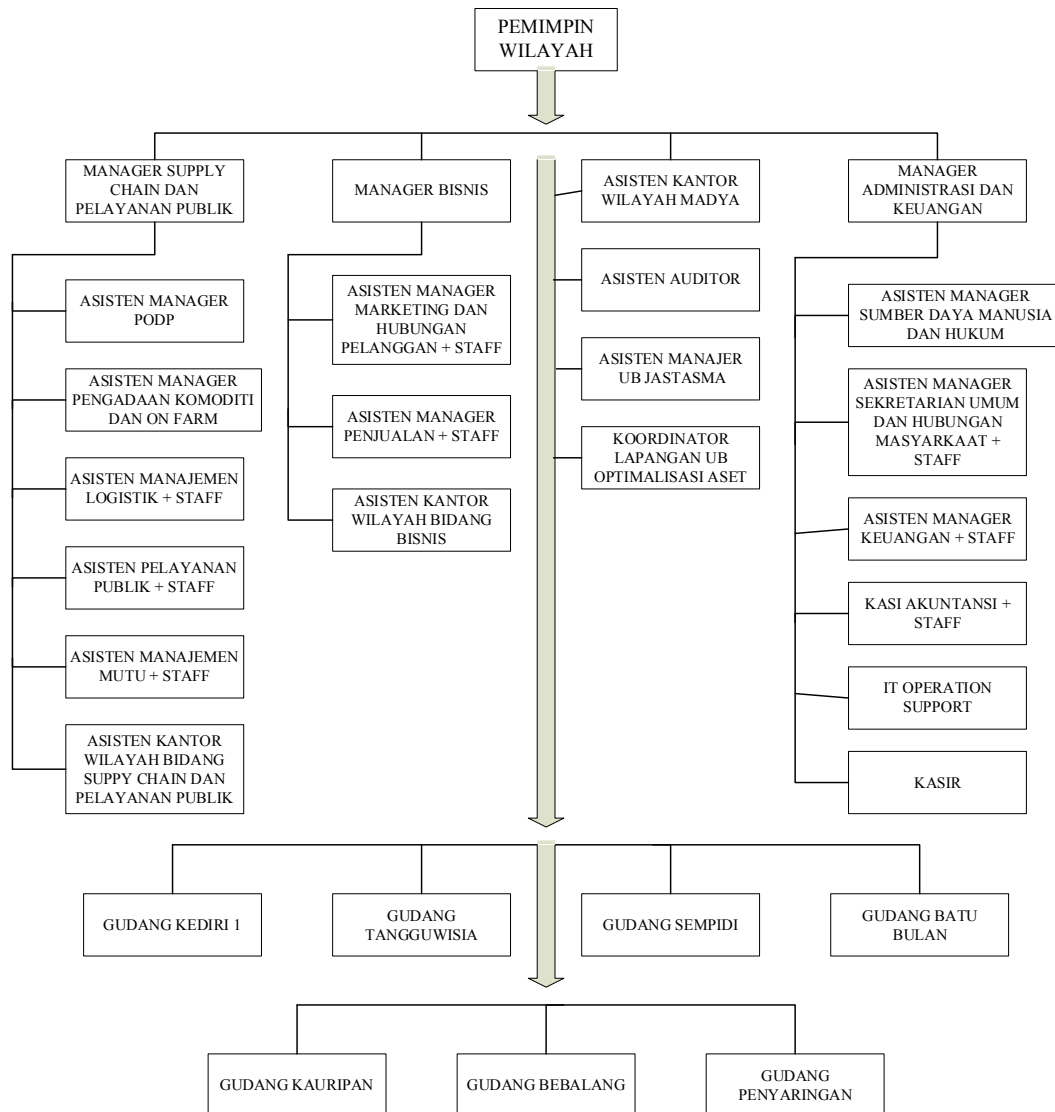 PEMIMPIN
WILAYAH
MANAGER SUPPLY
CHAIN DAN
PELAYANAN PUBLIK
MANAGER BISNIS
ASISTEN KANTOR
WILAYAH MADYA
MANAGER
ADMINISTRASI DAN
KEUANGAN
ASISTEN MANAGER
PODP
ASISTEN MANAGER
PENGADAAN KOMODITI
DAN ON FARM
ASISTEN MANAJEMEN
LOGISTIK + STAFF
ASISTEN PELAYANAN
PUBLIK + STAFF
ASISTEN MANAJEMEN
MUTU + STAFF
ASISTEN KANTOR
WILAYAH BIDANG
SUPPY CHAIN DAN
PELAYANAN PUBLIK
ASISTEN MANAGER
MARKETING DAN
HUBUNGAN
PELANGGAN + STAFF
ASISTEN MANAGER
PENJUALAN + STAFF
ASISTEN KANTOR
WILAYAH BIDANG
BISNIS
ASISTEN AUDITOR
ASISTEN MANAJER
UB JASTASMA
KOORDINATOR
LAPANGAN UB
OPTIMALISASI ASET
ASISTEN MANAGER
SUMBER DAYA MANUSIA
DAN HUKUM
ASISTEN MANAGER
SEKRETARIAN UMUM
DAN HUBUNGAN
MASYARKAAT +
STAFF
ASISTEN MANAGER
KEUANGAN + STAFF
KASI AKUNTANSI +
STAFF
IT OPERATION
SUPPORT
KASIR
GUDANG KEDIRI 1
GUDANG
TANGGUWISIA
GUDANG SEMPIDI
GUDANG BATU
BULAN
GUDANG KAURIPAN
GUDANG BEBALANG
GUDANG
PENYARINGAN